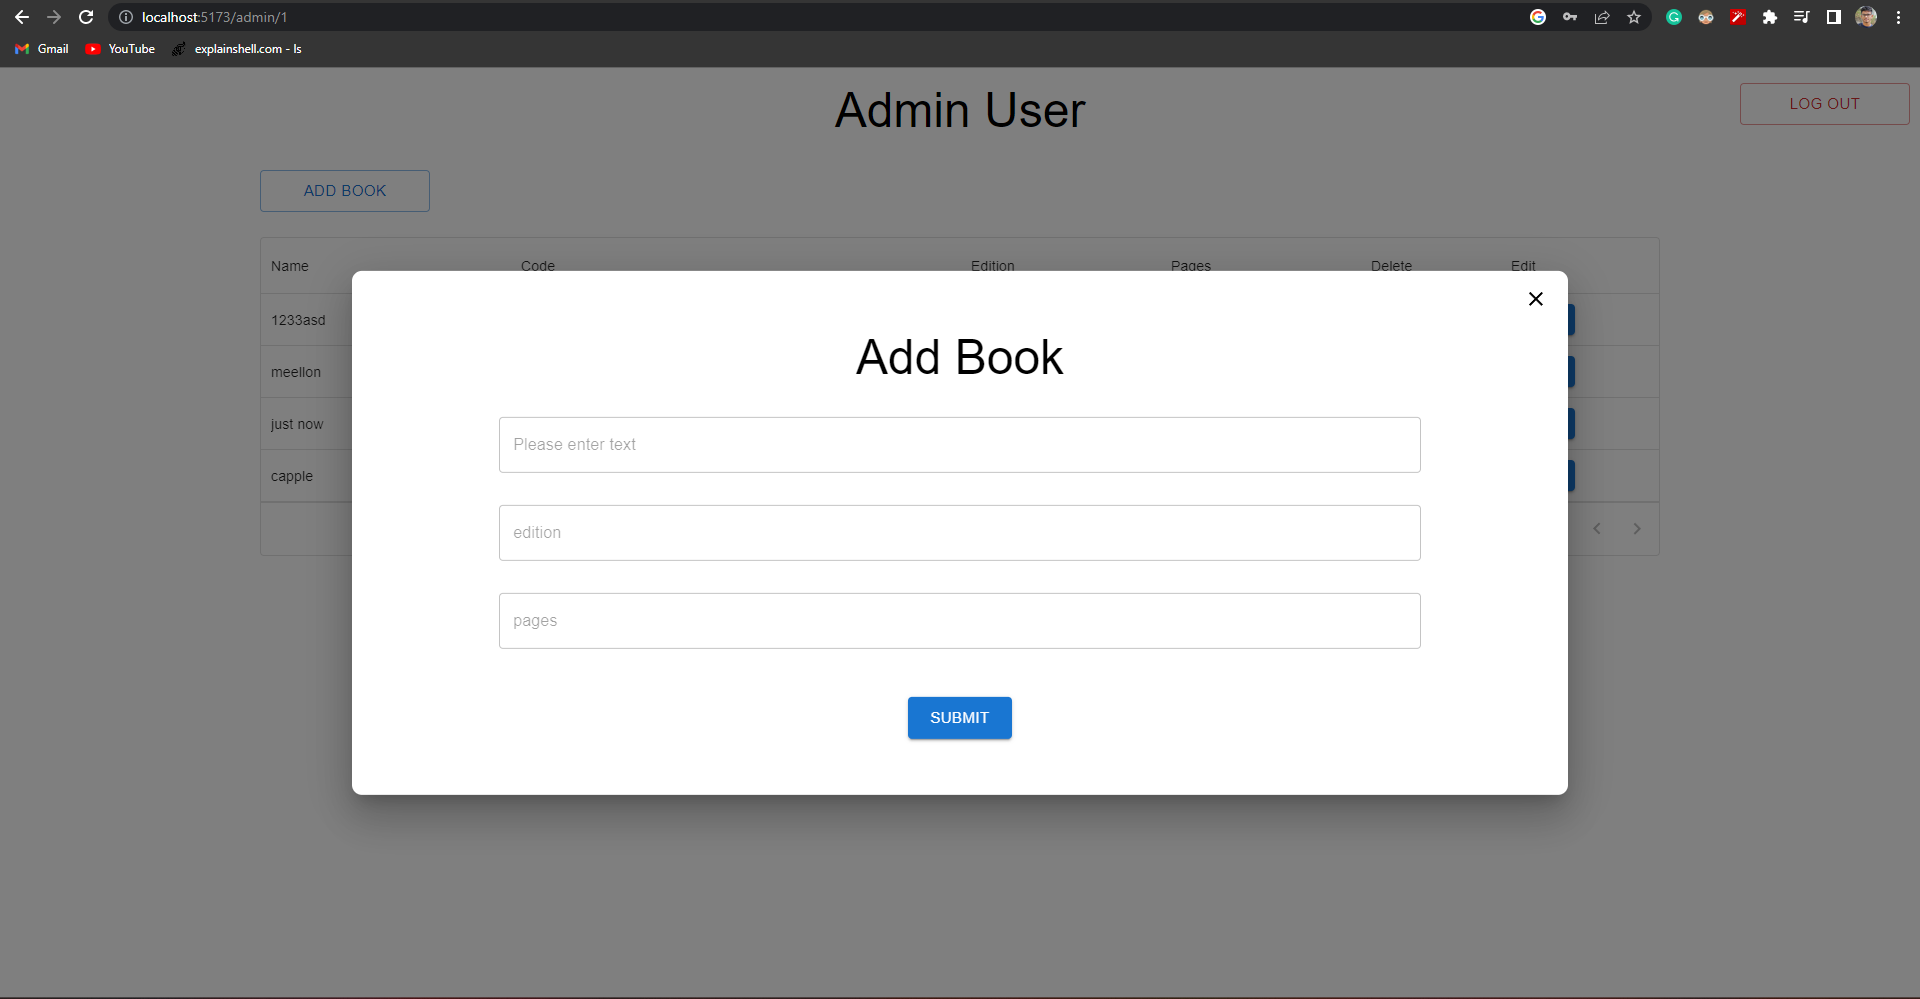 localhost:5173/admin/1
Gmail YouTube explainshell.com - ls
Admin User
LOG OUT
ADD BOOK
Name Code Edition Pages Delete Edit
1233asd
meellon
just now
capple
Add Book
Please enter text
edition
pages
SUBMIT